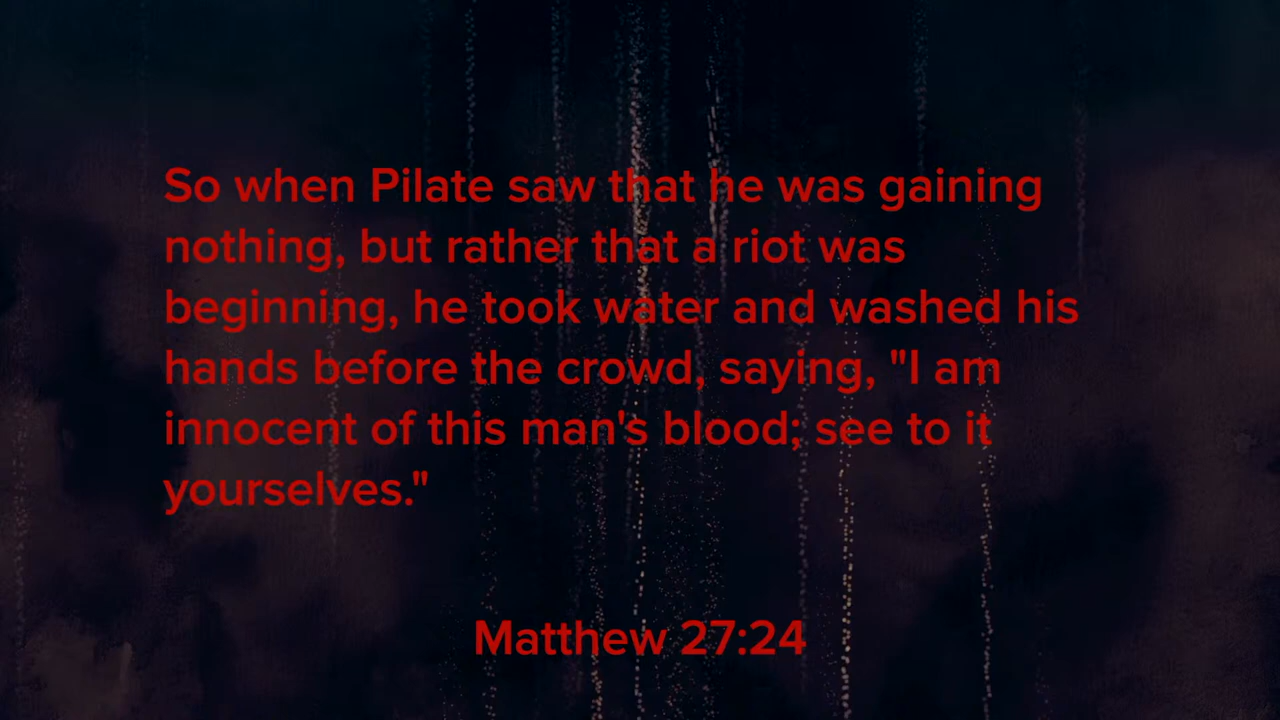 So when Pilate saw that he was gaining
nothing, but rather that a riot was
beginning, he took water and washed his
hands before the crowd, saying, "I am
innocent of this man's blood; see to it
yourselves."
Matthew 27:24